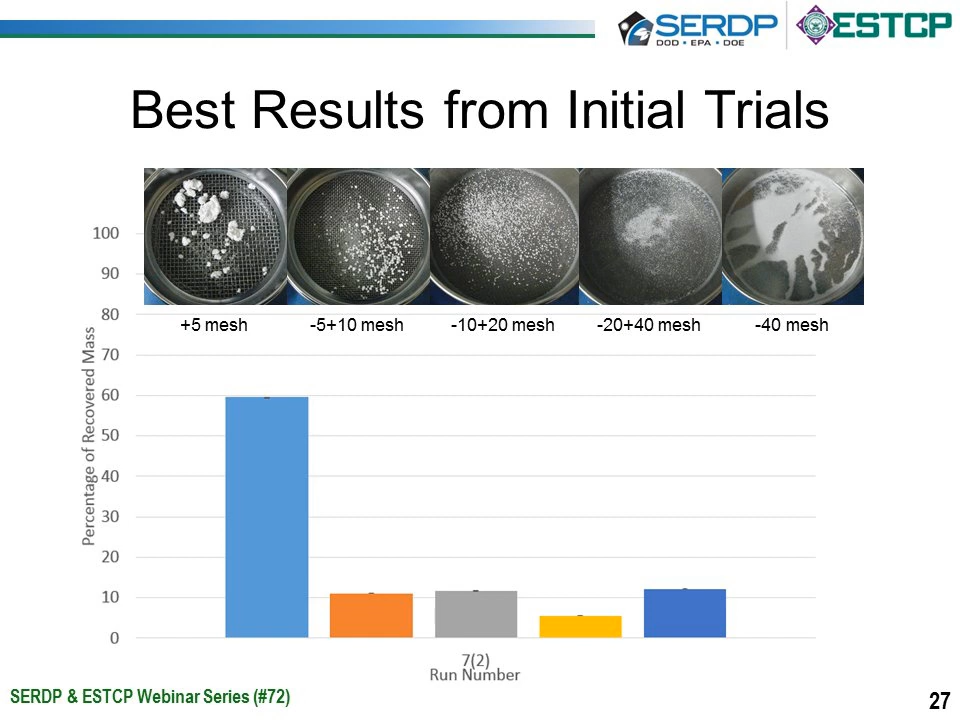 SERDP
DOD • EPA • DOE
ESTCP
Best Results from Initial Trials
+5 mesh
-5+10 mesh
-10+20 mesh
-20+40 mesh
-40 mesh
Percentage of Recovered Mass
100
90
80
70
60
50
40
30
20
10
0
7(2)
Run Number
SERDP & ESTCP Webinar Series (#72)
27